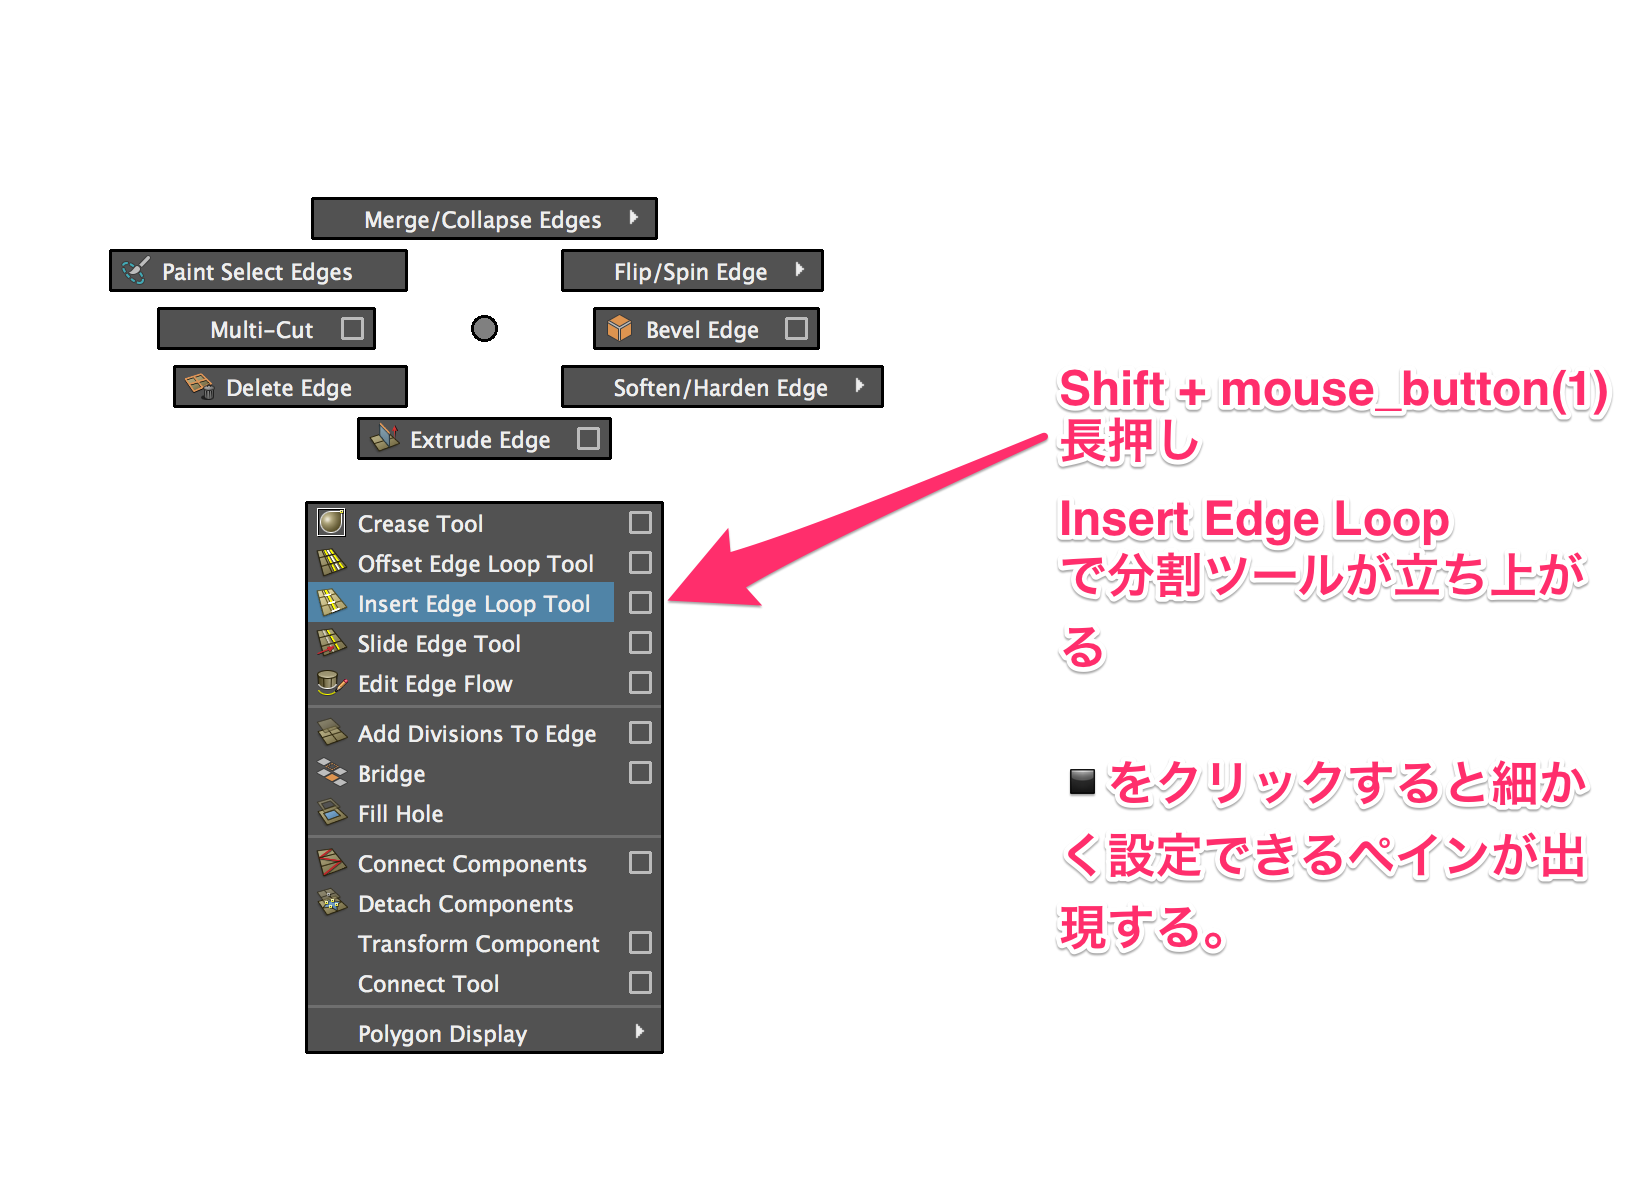 Merge/Collapse Edges
Paint Select Edges
Flip/Spin Edge
Multi-Cut
Bevel Edge
Delete Edge
Soften/Harden Edge
Extrude Edge
Crease Tool
Offset Edge Loop Tool
Insert Edge Loop Tool
Slide Edge Tool
Edit Edge Flow
Add Divisions To Edge
Bridge
Fill Hole
Connect Components
Detach Components
Transform Component
Connect Tool
Polygon Display
Shift + mouse_button(1)
長押し
Insert Edge Loop
で分割ツールが立ち上が
る
◾をクリックすると細か
く設定できるペインが出
現する。